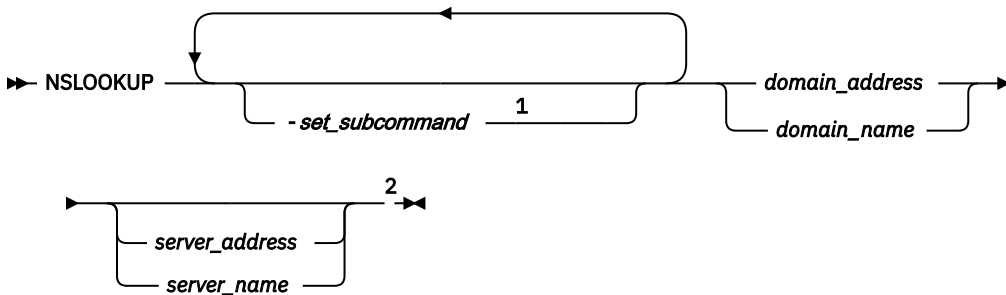 NSLOOKUP
domain_address
-set_subcommand 1
domain_name
2
server_address
server_name